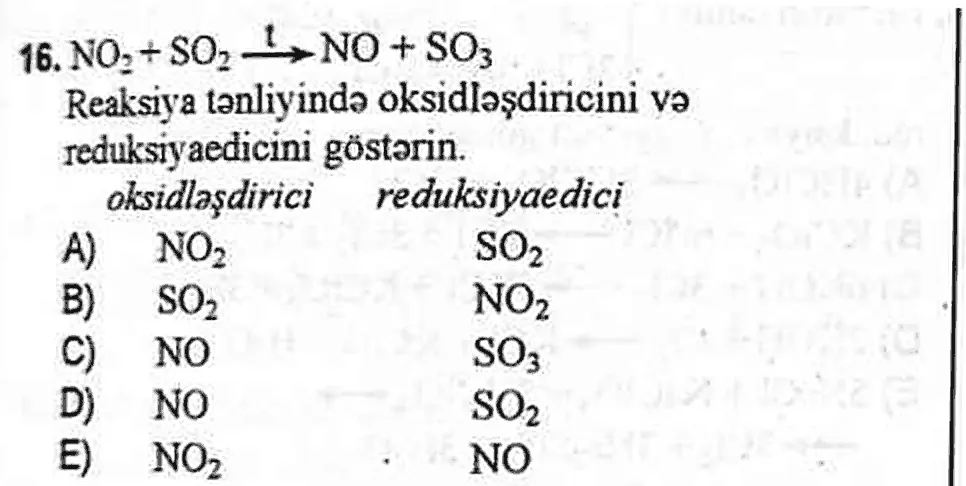 16. NO₂ + SO₂ —t→ NO + SO₃
Reaksiya tənliyində oksidləşdiricini və
reduksiyaedicini göstərin.
oksidləşdirici reduksiyaedici
A) NO₂ SO₂
B) SO₂ NO₂
C) NO SO₃
D) NO SO₂
E) NO₂ NO